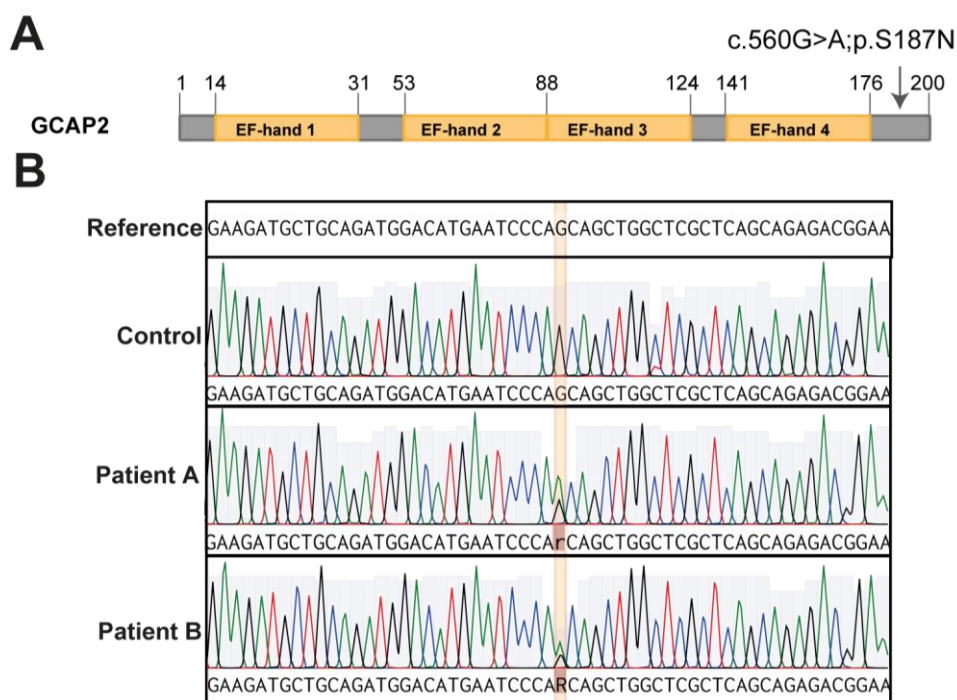 A
c.560G>A;p.S187N
1 14 31 53 88 124 141 176 200
GCAP2 EF-hand 1 EF-hand 2 EF-hand 3 EF-hand 4
B
Reference GAAGATGCTGCAGATGGACATGAATCCCAGCAGCTGGCTCGCTCAGCAGAGACGGAA
Control
GAAGATGCTGCAGATGGACATGAATCCCAGCAGCTGGCTCGCTCAGCAGAGACGGAA
Patient A
GAAGATGCTGCAGATGGACATGAATCCCArCAGCTGGCTCGCTCAGCAGAGACGGAA
Patient B
GAAGATGCTGCAGATGGACATGAATCCCARCAGCTGGCTCGCTCAGCAGAGACGGAA